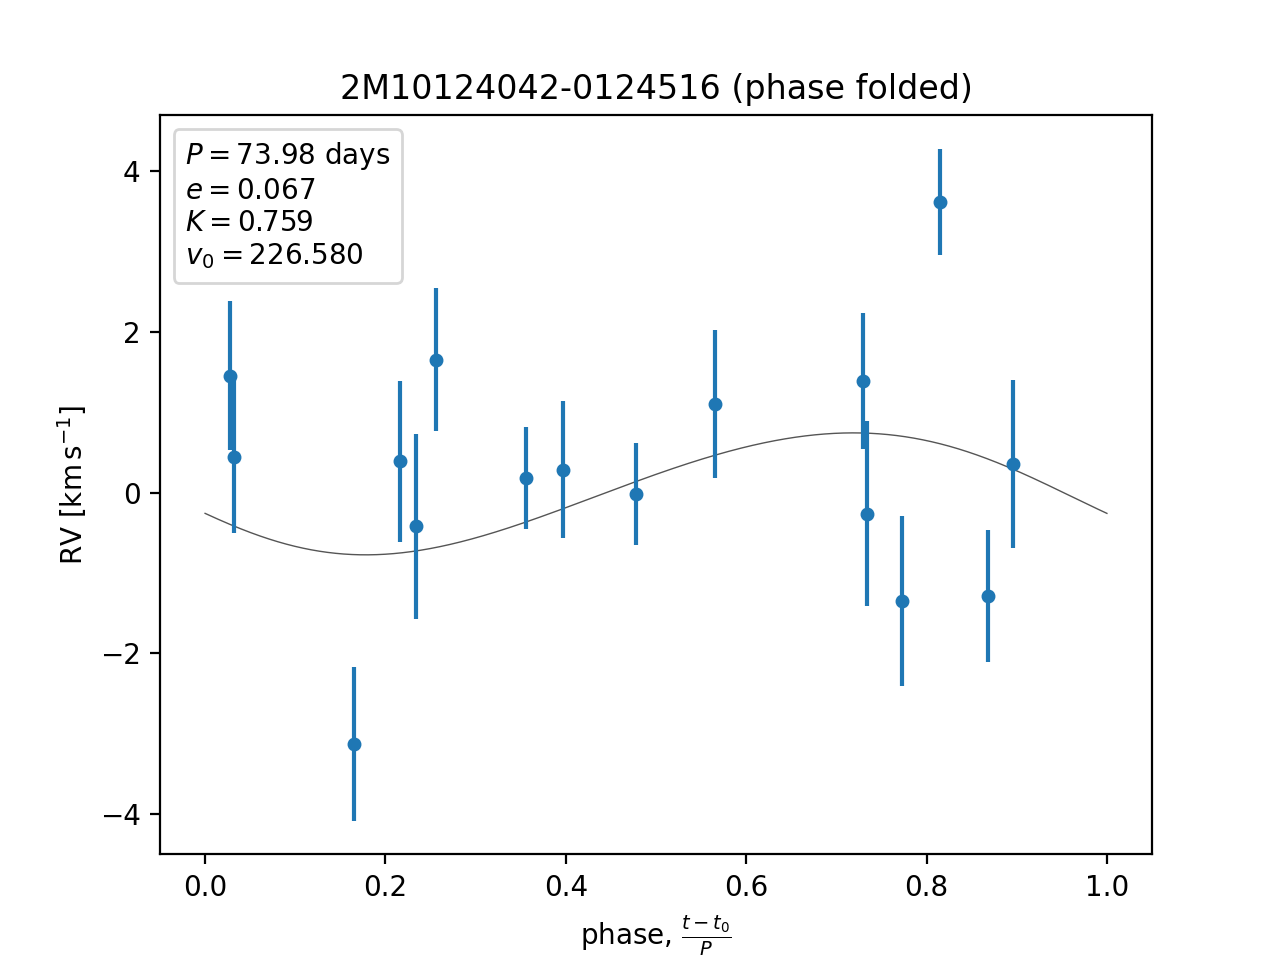 2M10124042-0124516 (phase folded)
P = 73.98 days
e = 0.067
K = 0.759
v₀ = 226.580
4
2
0
−2
−4
RV [km s⁻¹]
0.0 0.2 0.4 0.6 0.8 1.0
phase, (t − t₀)/P